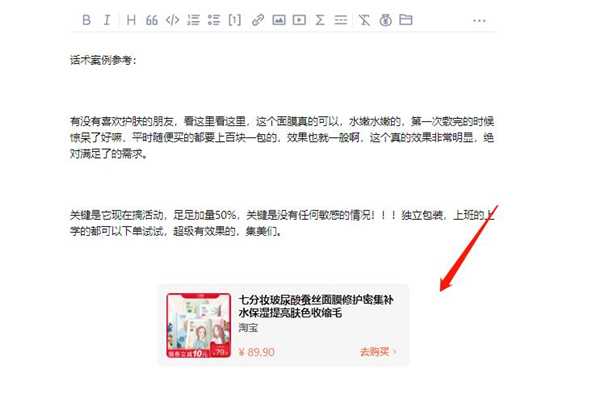 B I H 66 </> [1] Σ ...
话术案例参考：
有没有喜欢护肤的朋友，看这里看这里，这个面膜真的可以，水嫩水嫩的，第一次敷完的时候
惊呆了好嘛，平时随便买的都要上百块一包的，效果也就一般啊，这个真的效果非常明显，绝
对满足了的需求。
关键是它现在搞活动，足足加量50%，关键是没有任何敏感的情况！！！独立包装，上班的上
学的都可以下单试试，超级有效果的，集美们。
七分妆玻尿酸蚕丝面膜修护密集补
水保湿提亮肤色收缩毛
淘宝
¥ 89.90
去购买 ›
立减10元
79